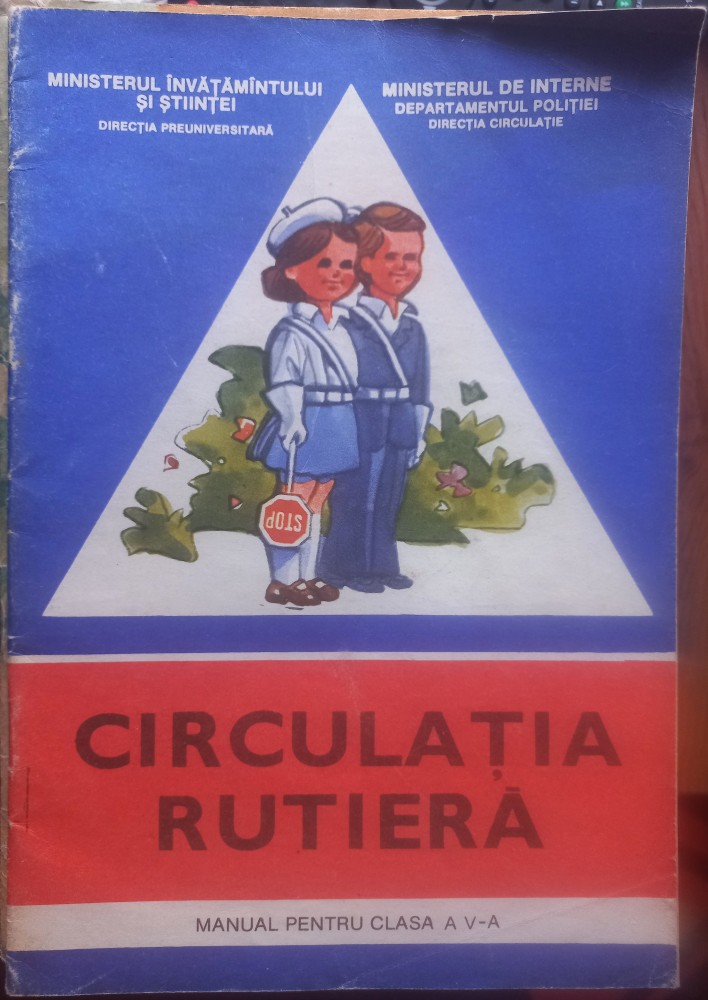 MINISTERUL ÎNVĂȚĂMÎNTULUI
ȘI ȘTIINȚEI
DIRECȚIA PREUNIVERSITARĂ
MINISTERUL DE INTERNE
DEPARTAMENTUL POLIȚIEI
DIRECȚIA CIRCULAȚIE
STOP
CIRCULAȚIA
RUTIERĂ
MANUAL PENTRU CLASA A V-A